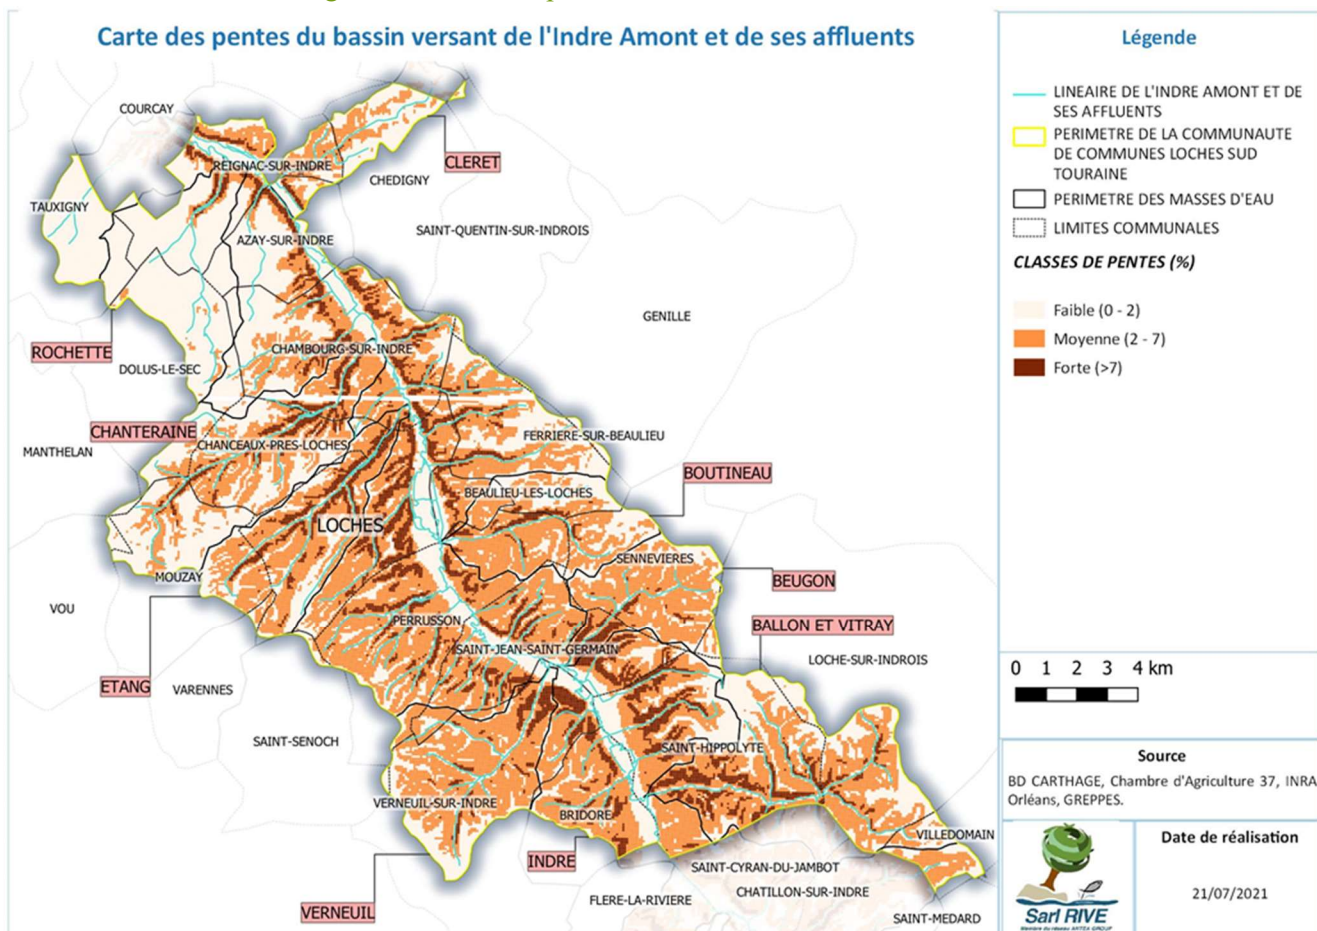 Carte des pentes du bassin versant de l'Indre Amont et de ses affluents
COURCAY
CLERET
REIGNAC-SUR-INDRE
CHEDIGNY
TAUXIGNY
SAINT-QUENTIN-SUR-INDROIS
AZAY-SUR-INDRE
GENILLE
ROCHETTE
CHAMBOURG-SUR-INDRE
DOLUS-LE-SEC
CHANTERAINE
FERRIERE-SUR-BEAULIEU
CHANCEAUX-PRES-LOCHES
MANTHELAN
BOUTINEAU
BEAULIEU-LES-LOCHES
LOCHES
SENNEVIERES
MOUZAY
BEUGON
VOU
PERRUSSON
BALLON ET VITRAY
SAINT-JEAN-SAINT-GERMAIN
LOCHE-SUR-INDROIS
ETANG
VARENNES
SAINT-SENOCH
SAINT-HIPPOLYTE
VERNEUIL-SUR-INDRE
BRIDORE
VILLEDOMAIN
INDRE
SAINT-CYRAN-DU-JAMBOT
CHATILLON-SUR-INDRE
FLERE-LA-RIVIERE
VERNEUIL
SAINT-MEDARD
Légende
LINEAIRE DE L'INDRE AMONT ET DE
SES AFFLUENTS
PERIMETRE DE LA COMMUNAUTE
DE COMMUNES LOCHES SUD
TOURAINE
PERIMETRE DES MASSES D'EAU
LIMITES COMMUNALES
CLASSES DE PENTES (%)
Faible (0 - 2)
Moyenne (2 - 7)
Forte (>7)
0 1 2 3 4 km
Source
BD CARTHAGE, Chambre d'Agriculture 37, INRA
Orléans, GREPPES.
Date de réalisation
21/07/2021
Sarl RIVE
Membre du réseau ANTEA GROUP